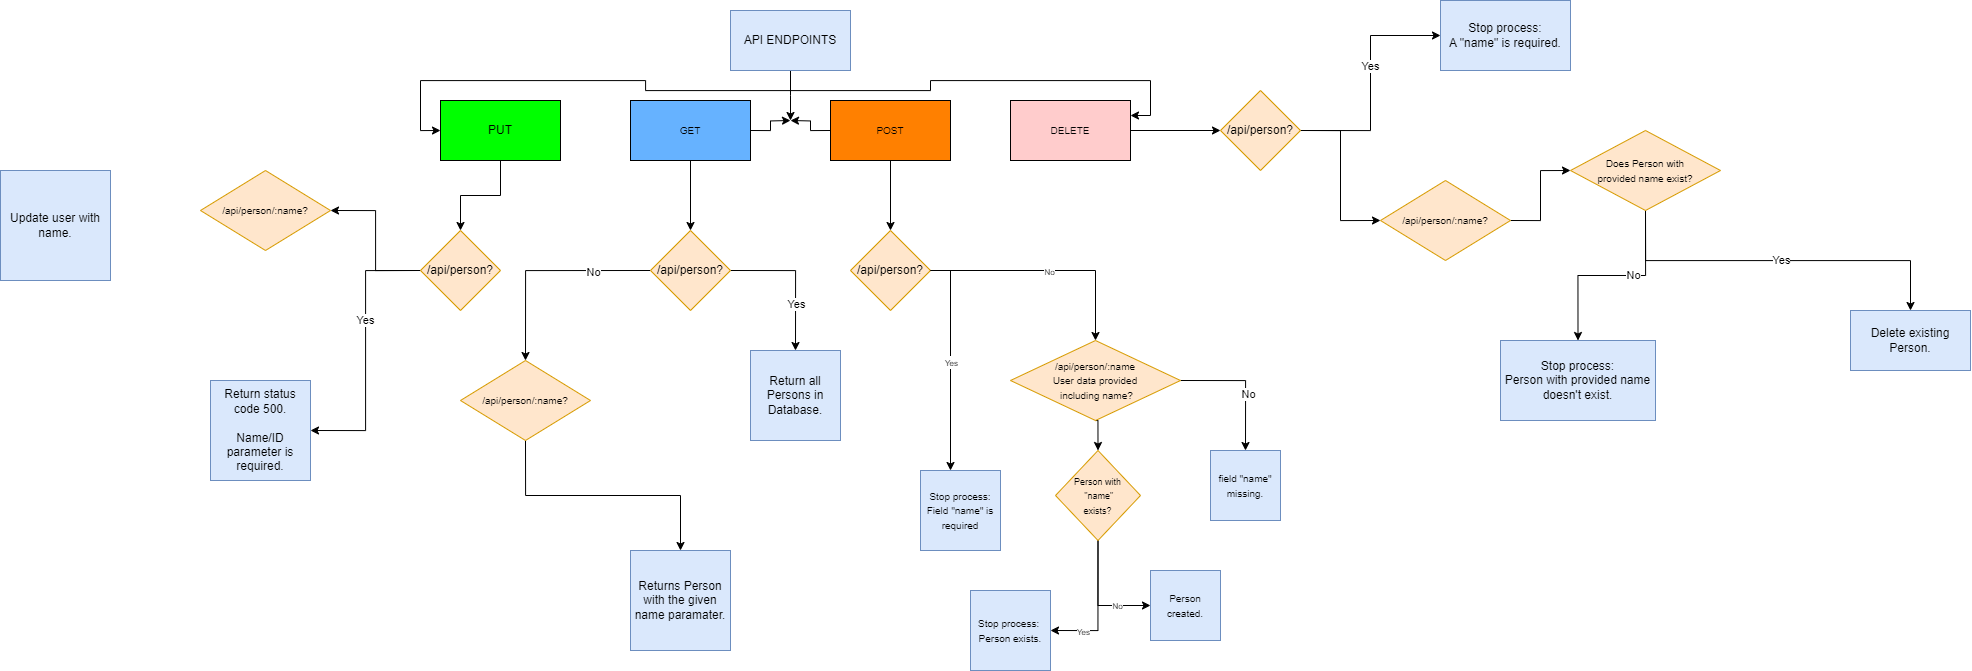 API ENDPOINTS
Stop process:
A "name" is required.
PUT
GET
POST
DELETE
/api/person?
Yes
Does Person with
provided name exist?
/api/person/:name?
No
Yes
Stop process:
Person with provided name
doesn't exist.
Delete existing
Person.
Update user with
name.
/api/person/:name?
/api/person?
Yes
Return status
code 500.
Name/ID
parameter is
required.
/api/person?
No
Yes
/api/person/:name?
Return all
Persons in
Database.
Returns Person
with the given
name paramater.
/api/person?
No
Yes
/api/person/:name
User data provided
including name?
No
field "name"
missing.
Stop process:
Field "name" is
required
Person with
"name"
exists?
No
Yes
Person
created.
Stop process:
Person exists.